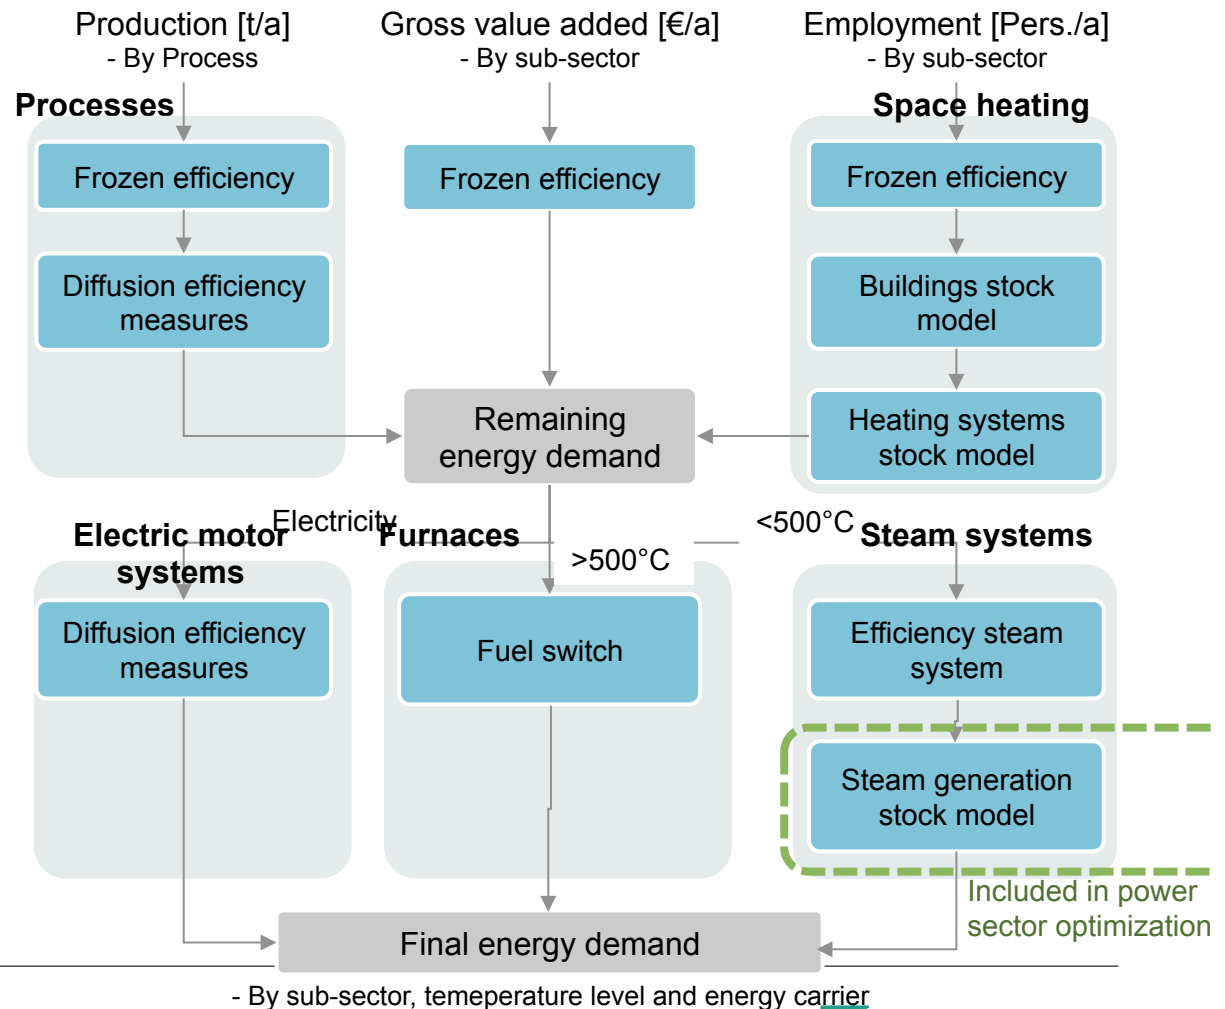 Production [t/a]
- By Process
Gross value added [€/a]
- By sub-sector
Employment [Pers./a]
- By sub-sector
Processes
Space heating
Frozen efficiency
Frozen efficiency
Frozen efficiency
Diffusion efficiency
measures
Buildings stock
model
Remaining
energy demand
Heating systems
stock model
Electricity
<500°C
Electric motor
systems
Furnaces
>500°C
Steam systems
Diffusion efficiency
measures
Fuel switch
Efficiency steam
system
Steam generation
stock model
Included in power
sector optimization
Final energy demand
- By sub-sector, temeperature level and energy carrier